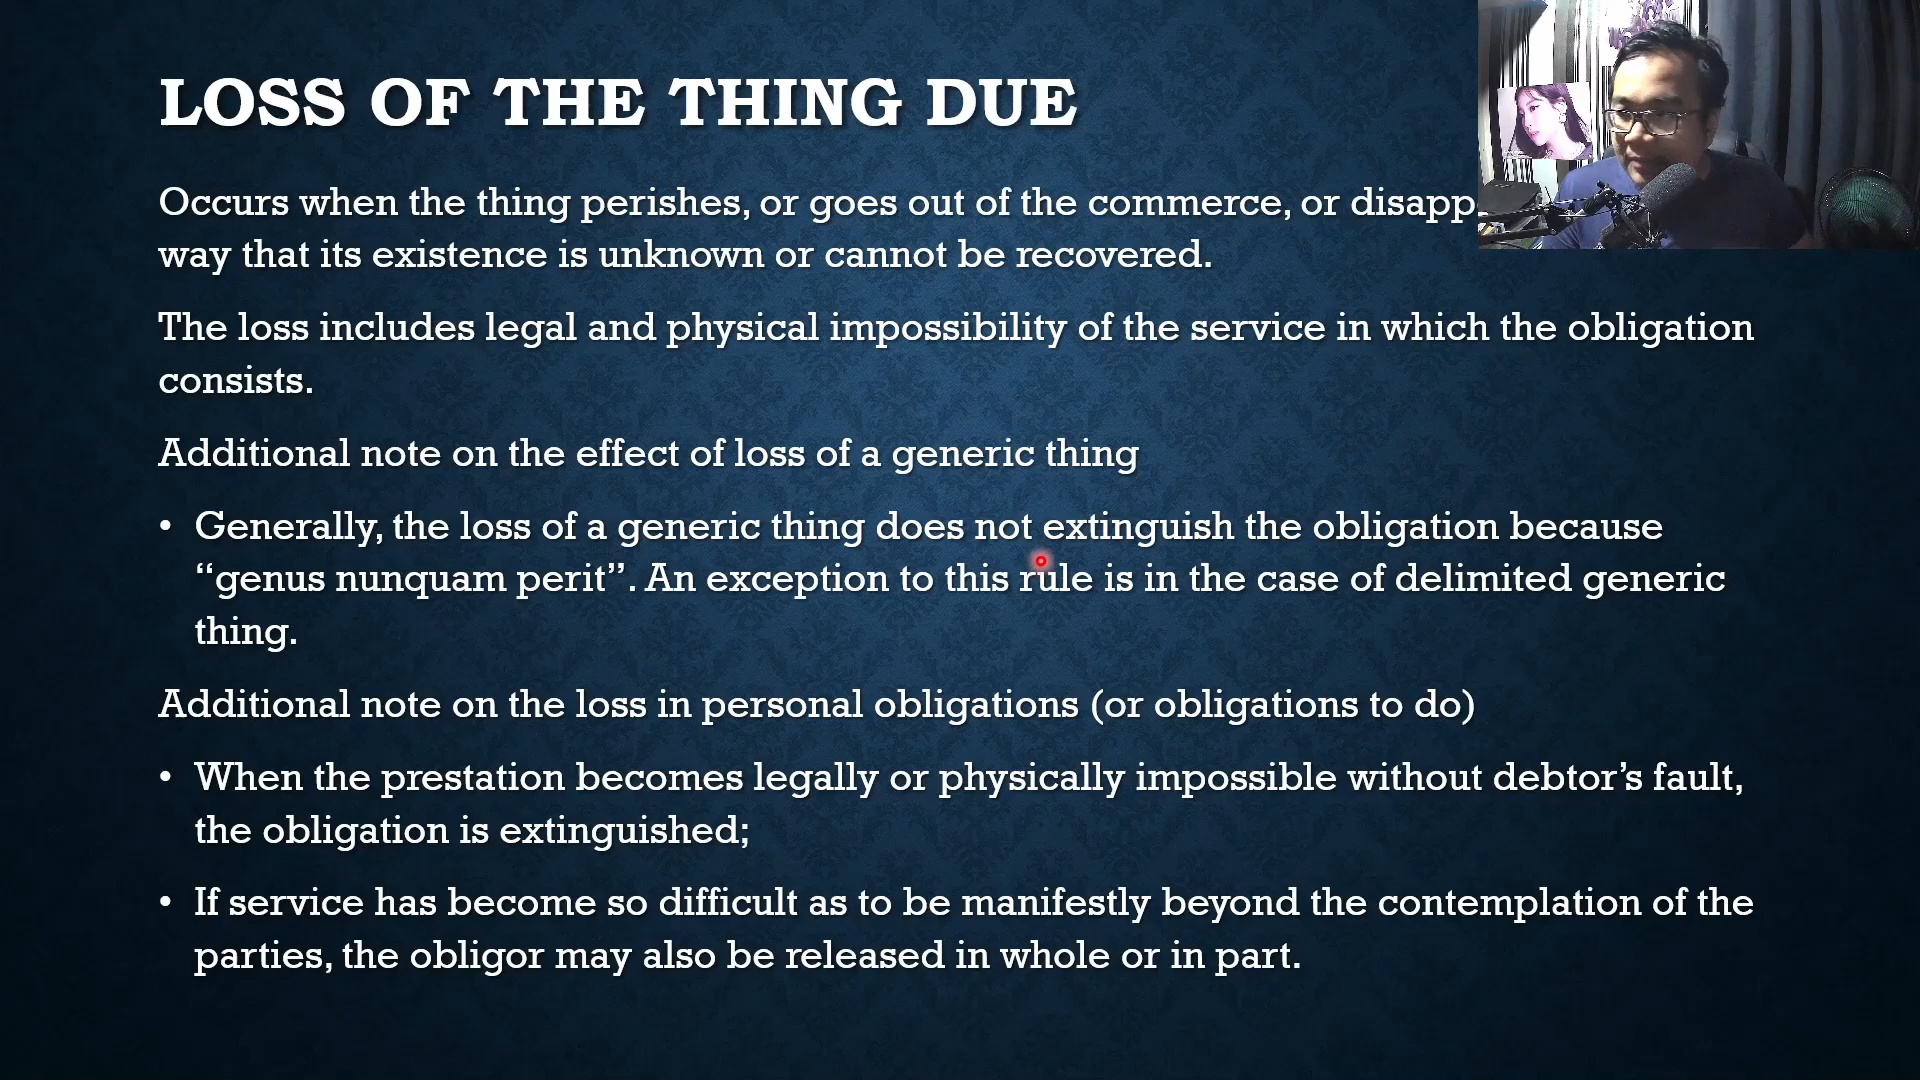 LOSS OF THE THING DUE
Occurs when the thing perishes, or goes out of the commerce, or
way that its existence is unknown or cannot be recovered.
The loss includes legal and physical impossibility of the service in which the obligation
consists.
Additional note on the effect of loss of a generic thing
• Generally, the loss of a generic thing does not extinguish the obligation because
“genus nunquam perit”. An exception to this rule is in the case of delimited generic
thing.
Additional note on the loss in personal obligations (or obligations to do)
• When the prestation becomes legally or physically impossible without debtor’s fault,
the obligation is extinguished;
• If service has become so difficult as to be manifestly beyond the contemplation of the
parties, the obligor may also be released in whole or in part.